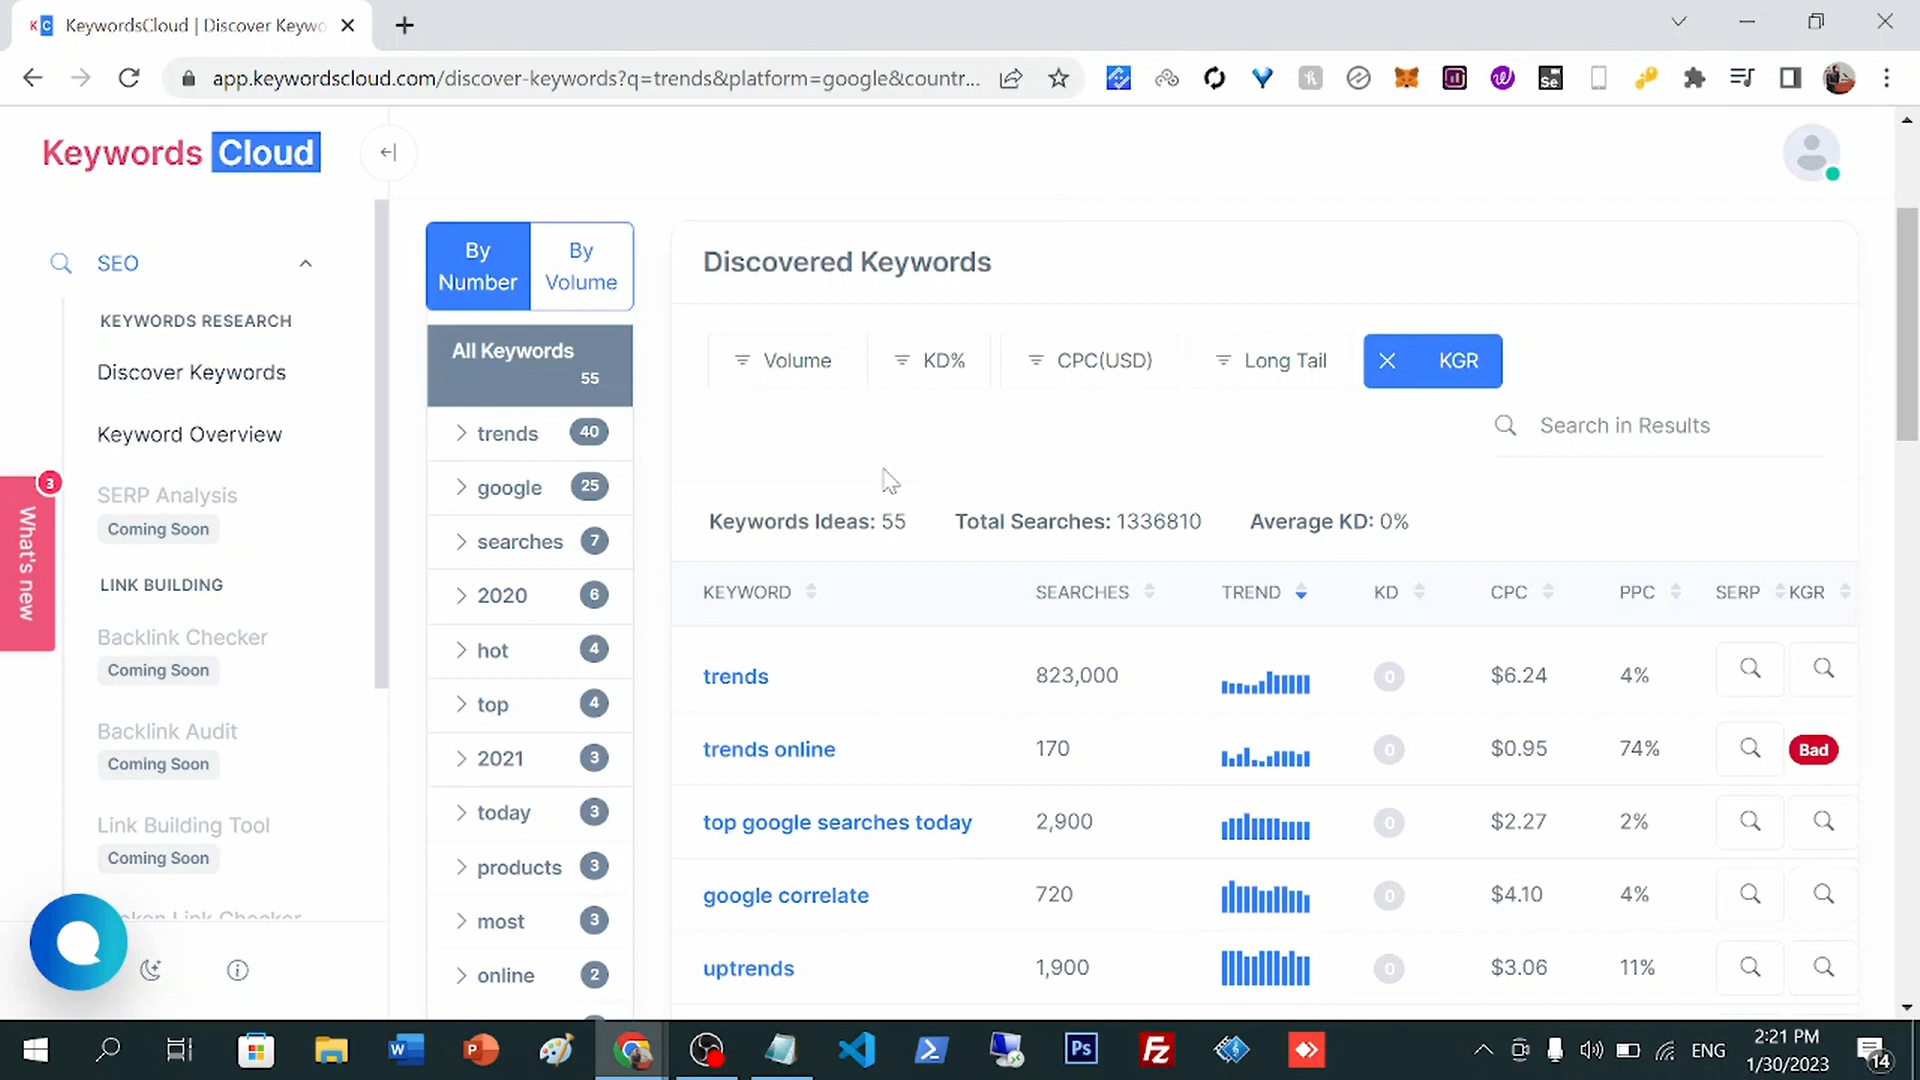 KC KeywordsCloud | Discover Keywo
app.keywordscloud.com/discover-keywords?q=trends&platform=google&countr...
Se
Keywords Cloud
SEO
KEYWORDS RESEARCH
Discover Keywords
Keyword Overview
SERP Analysis
Coming Soon
LINK BUILDING
Backlink Checker
Coming Soon
Backlink Audit
Coming Soon
Link Building Tool
Coming Soon
3
What's new
By Number
By Volume
All Keywords
55
trends 40
google 25
searches 7
2020 6
hot 4
top 4
2021 3
today 3
products 3
most 3
online 2
Discovered Keywords
Volume KD% CPC(USD) Long Tail KGR
Search in Results
Keywords Ideas: 55 Total Searches: 1336810 Average KD: 0%
KEYWORD SEARCHES TREND KD CPC PPC SERP KGR
trends 823,000 0 $6.24 4%
trends online 170 0 $0.95 74% Bad
top google searches today 2,900 0 $2.27 2%
google correlate 720 0 $4.10 4%
uptrends 1,900 0 $3.06 11%
W P Ps Fz
ENG
2:21 PM
1/30/2023
14